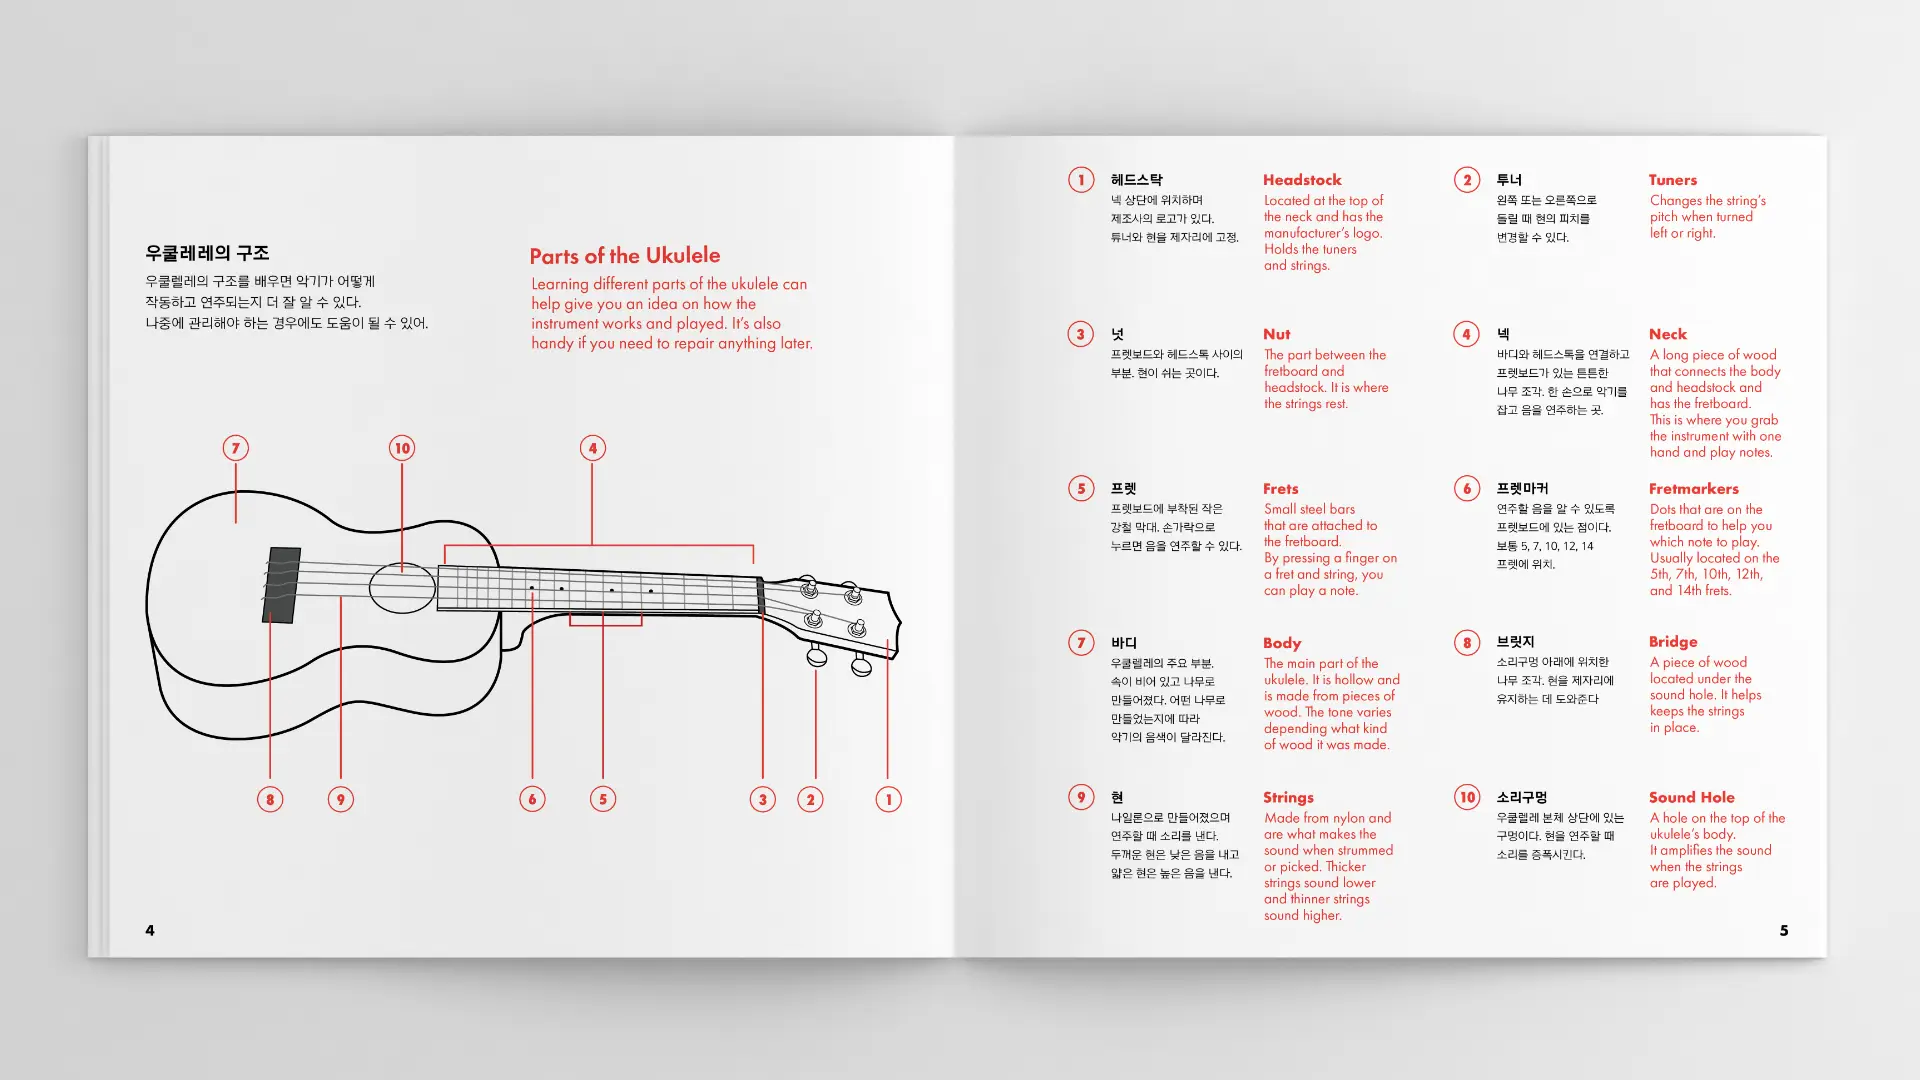 우쿨레레의 구조
우쿨렐레의 구조를 배우면 악기가 어떻게
작동하고 연주되는지 더 잘 알 수 있다.
나중에 관리해야 하는 경우에도 도움이 될 수 있어.
Parts of the Ukulele
Learning different parts of the ukulele can
help give you an idea on how the
instrument works and played. It's also
handy if you need to repair anything later.
7
10
4
8
9
6
5
3
2
1
4
1
헤드스탁
넥 상단에 위치하며
제조사의 로고가 있다.
튜너와 현을 제자리에 고정.
Headstock
Located at the top of
the neck and has the
manufacturer's logo.
Holds the tuners
and strings.
2
투너
왼쪽 또는 오른쪽으로
돌릴 때 현의 피치를
변경할 수 있다.
Tuners
Changes the string's
pitch when turned
left or right.
3
넛
프렛보드와 헤드스톡 사이의
부분. 현이 쉬는 곳이다.
Nut
The part between the
fretboard and
headstock. It is where
the strings rest.
4
넥
바디와 헤드스톡을 연결하고
프렛보드가 있는 튼튼한
나무 조각. 한 손으로 악기를
잡고 음을 연주하는 곳.
Neck
A long piece of wood
that connects the body
and headstock and
has the fretboard.
This is where you grab
the instrument with one
hand and play notes.
5
프렛
프렛보드에 부착된 작은
강철 막대. 손가락으로
누르면 음을 연주할 수 있다.
Frets
Small steel bars
that are attached to
the fretboard.
By pressing a finger on
a fret and string, you
can play a note.
6
프렛마커
연주할 음을 알 수 있도록
프렛보드에 있는 점이다.
보통 5, 7, 10, 12, 14
프렛에 위치.
Fretmarkers
Dots that are on the
fretboard to help you
which note to play.
Usually located on the
5th, 7th, 10th, 12th,
and 14th frets.
7
바디
우쿨렐레의 주요 부분.
속이 비어 있고 나무로
만들어졌다. 어떤 나무로
만들었는지에 따라
악기의 음색이 달라진다.
Body
The main part of the
ukulele. It is hollow and
is made from pieces of
wood. The tone varies
depending what kind
of wood it was made.
8
브릿지
소리구멍 아래에 위치한
나무 조각. 현을 제자리에
유지하는 데 도와준다
Bridge
A piece of wood
located under the
sound hole. It helps
keeps the strings
in place.
9
현
나일론으로 만들어졌으며
연주할 때 소리를 낸다.
두꺼운 현은 낮은 음을 내고
얇은 현은 높은 음을 낸다.
Strings
Made from nylon and
are what makes the
sound when strummed
or picked. Thicker
strings sound lower
and thinner strings
sound higher.
10
소리구멍
우쿨렐레 본체 상단에 있는
구멍이다. 현을 연주할 때
소리를 증폭시킨다.
Sound Hole
A hole on the top of the
ukulele's body.
It amplifies the sound
when the strings
are played.
5